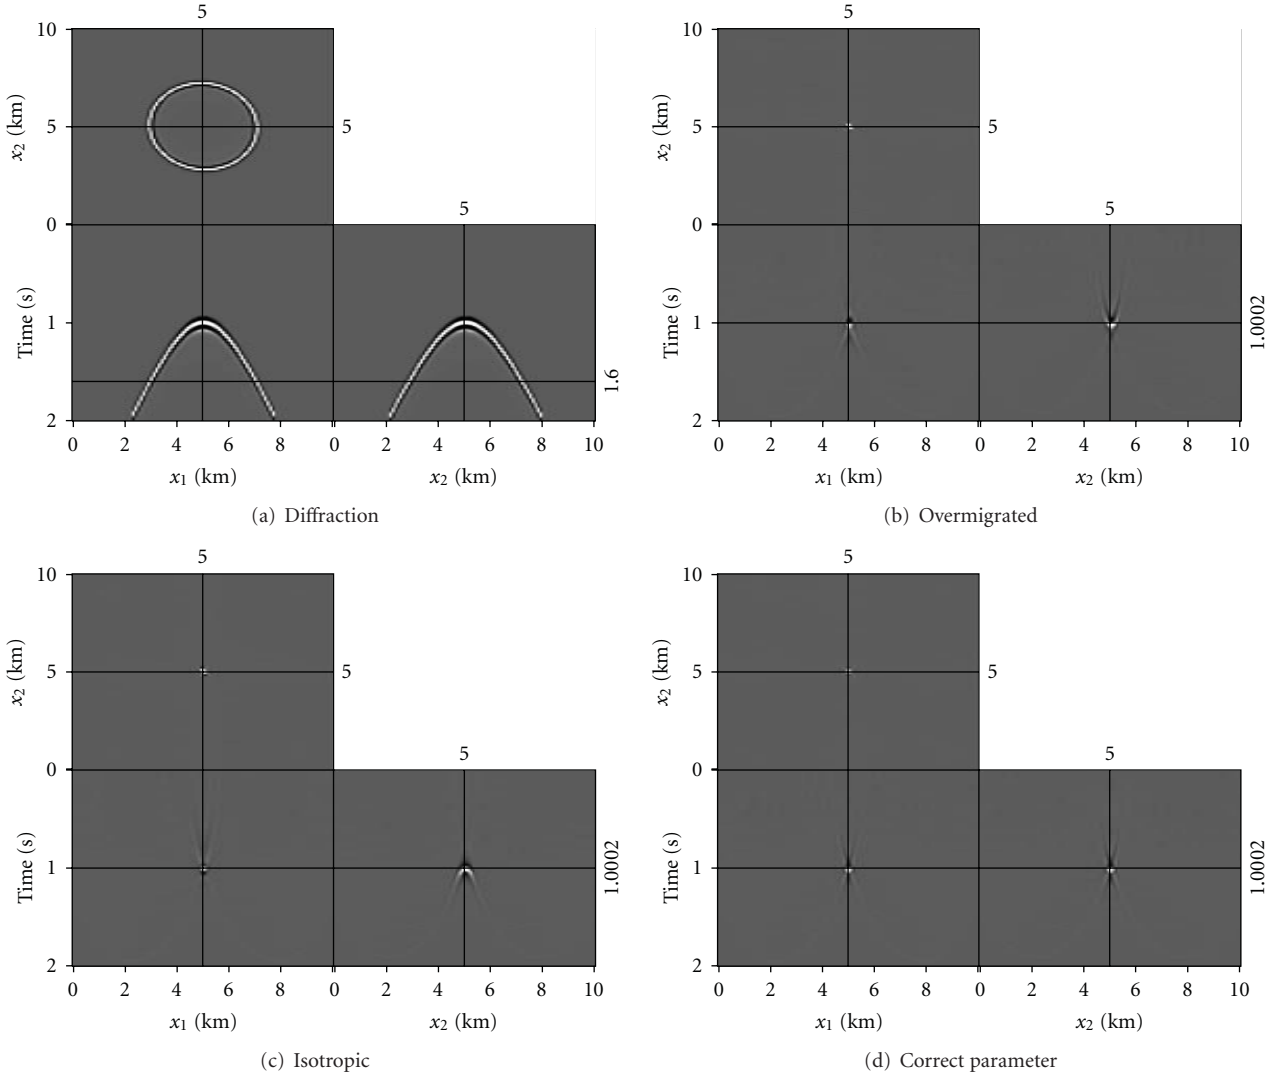 5
10
x2 (km)
5
5
0
5
Time (s)
1
1.6
2
0 2 4 6 8 0 2 4 6 8 10
x1 (km) x2 (km)
(a) Diffraction
5
10
x2 (km)
5
5
0
5
Time (s)
1
1.0002
2
0 2 4 6 8 0 2 4 6 8 10
x1 (km) x2 (km)
(b) Overmigrated
5
10
x2 (km)
5
5
0
5
Time (s)
1
1.0002
2
0 2 4 6 8 0 2 4 6 8 10
x1 (km) x2 (km)
(c) Isotropic
5
10
x2 (km)
5
5
0
5
Time (s)
1
1.0002
2
0 2 4 6 8 0 2 4 6 8 10
x1 (km) x2 (km)
(d) Correct parameter